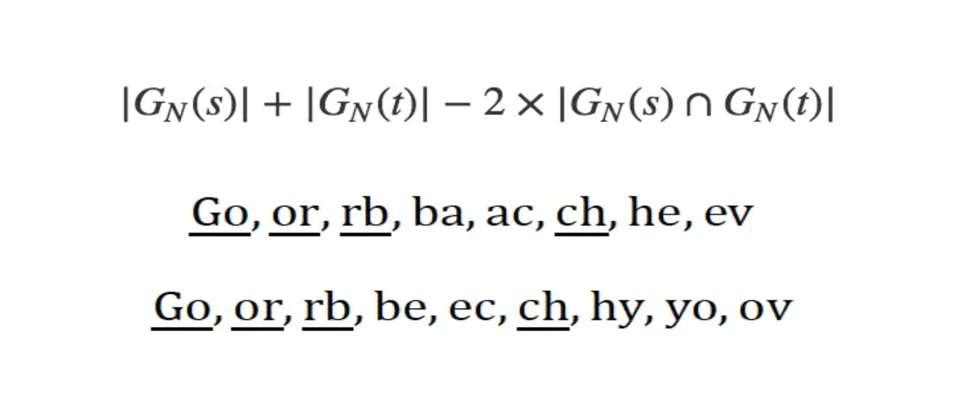 |G_N(s)| + |G_N(t)| − 2 × |G_N(s) ∩ G_N(t)|
Go, or, rb, ba, ac, ch, he, ev
Go, or, rb, be, ec, ch, hy, yo, ov